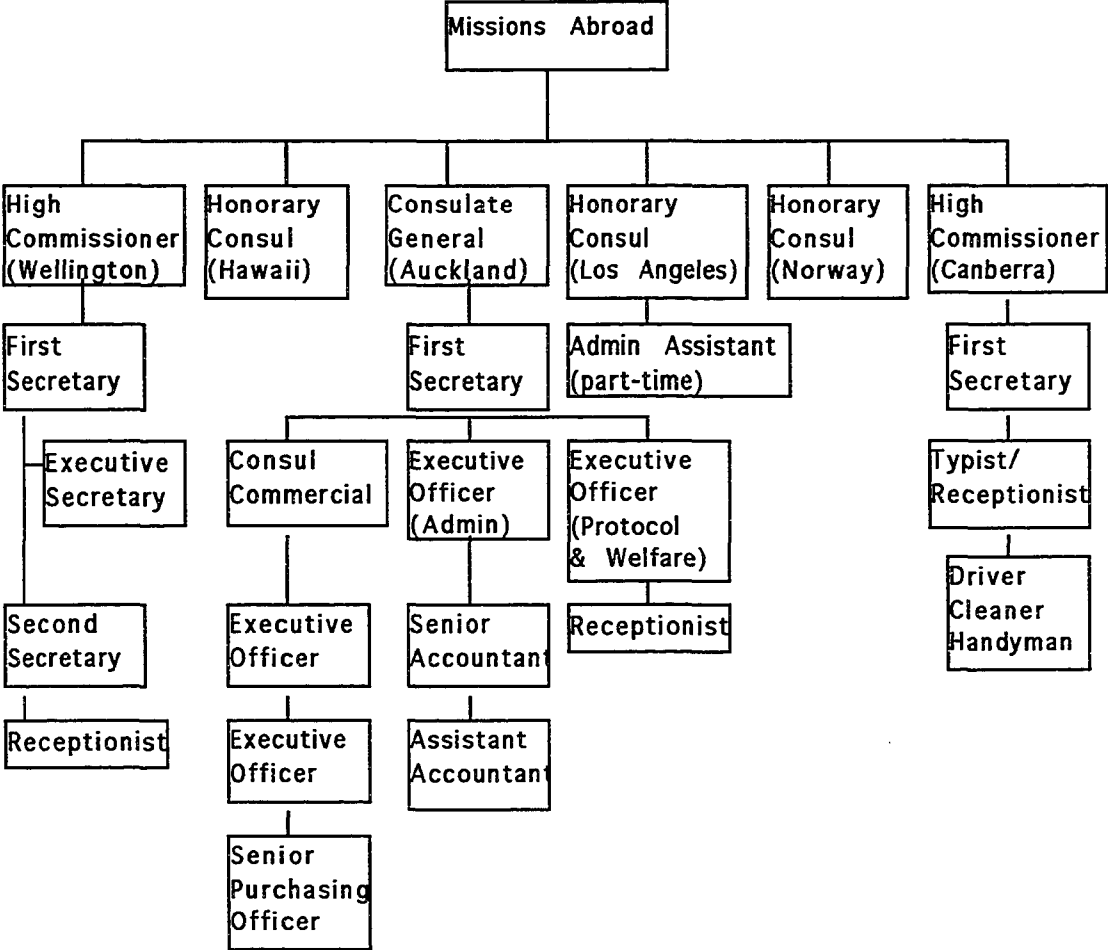 Missions Abroad
High
Commissioner
(Wellington)
Honorary
Consul
(Hawaii)
Consulate
General
(Auckland)
Honorary
Consul
(Los Angeles)
Honorary
Consul
(Norway)
High
Commissioner
(Canberra)
First
Secretary
First
Secretary
Admin Assistant
(part-time)
First
Secretary
Executive
Secretary
Consul
Commercial
Executive
Officer
(Admin)
Executive
Officer
(Protocol
& Welfare)
Typist/
Receptionist
Driver
Cleaner
Handyman
Second
Secretary
Executive
Officer
Senior
Accountant
Receptionist
Receptionist
Executive
Officer
Assistant
Accountant
Senior
Purchasing
Officer